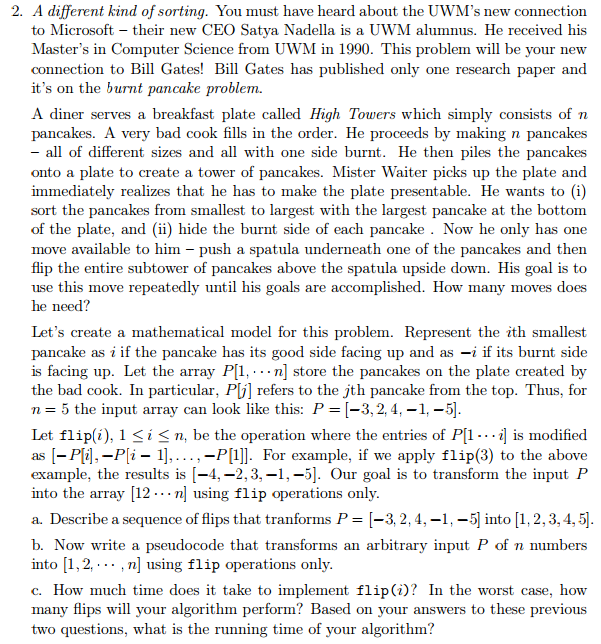 2. A different kind of sorting. You must have heard about the UWM's new connection
to Microsoft – their new CEO Satya Nadella is a UWM alumnus. He received his
Master's in Computer Science from UWM in 1990. This problem will be your new
connection to Bill Gates! Bill Gates has published only one research paper and
it's on the burnt pancake problem.
A diner serves a breakfast plate called High Towers which simply consists of n
pancakes. A very bad cook fills in the order. He proceeds by making n pancakes
– all of different sizes and all with one side burnt. He then piles the pancakes
onto a plate to create a tower of pancakes. Mister Waiter picks up the plate and
immediately realizes that he has to make the plate presentable. He wants to (i)
sort the pancakes from smallest to largest with the largest pancake at the bottom
of the plate, and (ii) hide the burnt side of each pancake . Now he only has one
move available to him – push a spatula underneath one of the pancakes and then
flip the entire subtower of pancakes above the spatula upside down. His goal is to
use this move repeatedly until his goals are accomplished. How many moves does
he need?
Let's create a mathematical model for this problem. Represent the ith smallest
pancake as i if the pancake has its good side facing up and as −i if its burnt side
is facing up. Let the array P[1, ⋯ n] store the pancakes on the plate created by
the bad cook. In particular, P[j] refers to the jth pancake from the top. Thus, for
n = 5 the input array can look like this: P = [−3, 2, 4, −1, −5].
Let flip(i), 1 ≤ i ≤ n, be the operation where the entries of P[1 ⋯ i] is modified
as [−P[i], −P[i − 1], . . . , −P[1]]. For example, if we apply flip(3) to the above
example, the results is [−4, −2, 3, −1, −5]. Our goal is to transform the input P
into the array [12 ⋯ n] using flip operations only.
a. Describe a sequence of flips that tranforms P = [−3, 2, 4, −1, −5] into [1, 2, 3, 4, 5].
b. Now write a pseudocode that transforms an arbitrary input P of n numbers
into [1, 2, ⋯ , n] using flip operations only.
c. How much time does it take to implement flip(i)? In the worst case, how
many flips will your algorithm perform? Based on your answers to these previous
two questions, what is the running time of your algorithm?